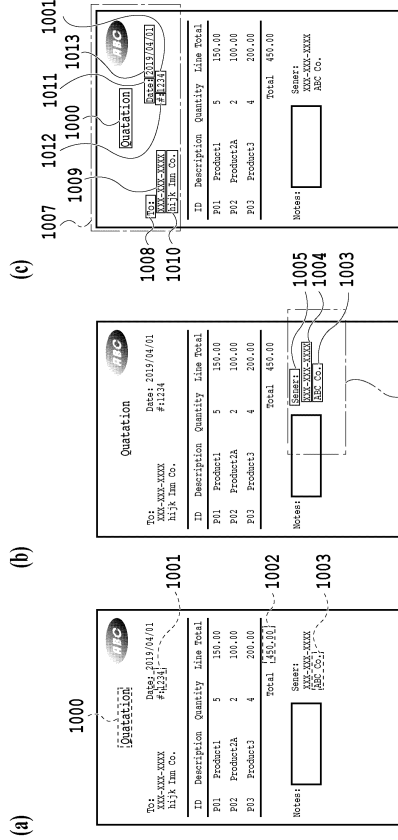 (a)
1000
Quatation
ABC
1001
To: Date: 2019/04/01
XXX-XXX-XXXX #:1234
hijk Imn Co.
ID Description Quantity Line Total
P01 Product1 5 150.00
P02 Product2A 2 100.00
P03 Product3 4 200.00
Total 450.00
1002
Notes: Sener:
XXX-XXX-XXXX
ABC Co.
1003
(b)
Quatation
ABC
To: Date: 2019/04/01
XXX-XXX-XXXX #:1234
hijk Imn Co.
ID Description Quantity Line Total
P01 Product1 5 150.00
P02 Product2A 2 100.00
P03 Product3 4 200.00
Total 450.00
Notes: Sener:
XXX-XXX-XXXX
ABC Co.
1005
1004
1003
(c)
1007
1009
1012
1000
1011
1013
1001
Quatation
ABC
1008
1010
To: Date: 2019/04/01
XXX-XXX-XXXX #:1234
hijk Imn Co.
ID Description Quantity Line Total
P01 Product1 5 150.00
P02 Product2A 2 100.00
P03 Product3 4 200.00
Total 450.00
Notes: Sener:
XXX-XXX-XXXX
ABC Co.